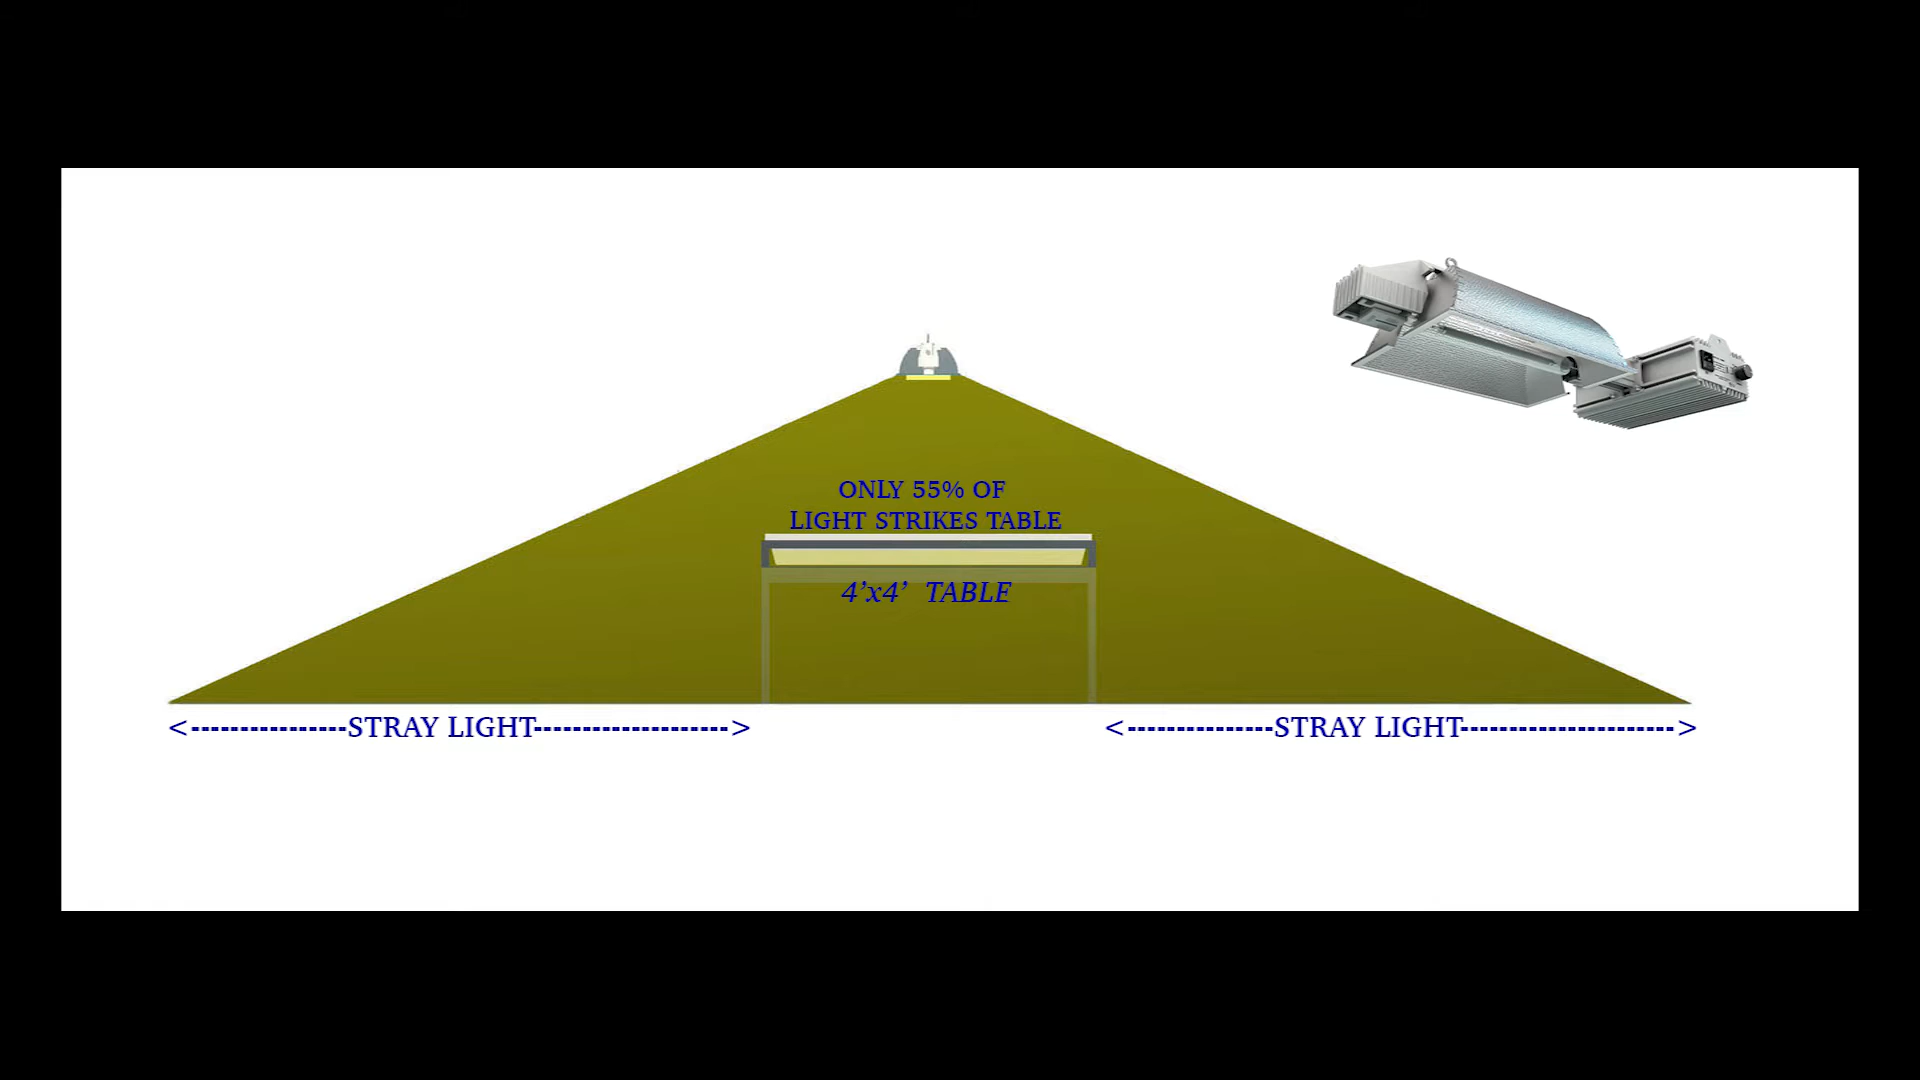 ONLY 55% OF
LIGHT STRIKES TABLE
4’x4’ TABLE
<---------------STRAY LIGHT------------------->
<--------------STRAY LIGHT--------------------->